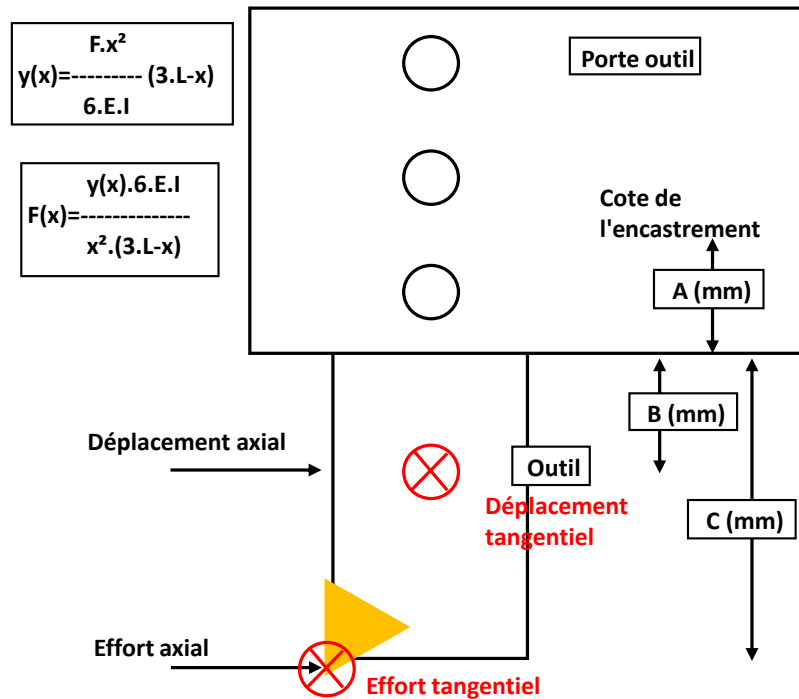 F.x²
y(x)=--------- (3.L-x)
6.E.I
y(x).6.E.I
F(x)=--------------
x².(3.L-x)
Porte outil
Cote de
l'encastrement
A (mm)
B (mm)
Déplacement axial
Outil
Déplacement
tangentiel
C (mm)
Effort axial
Effort tangentiel